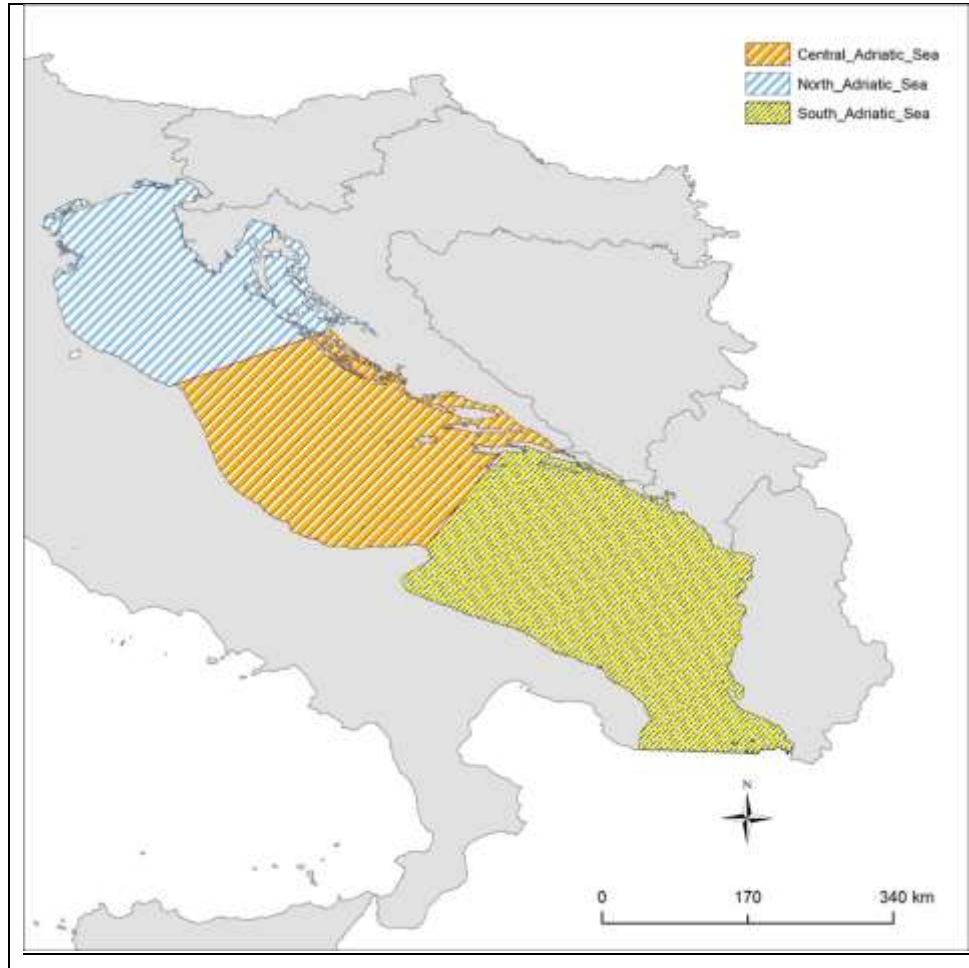 Central_Adriatic_Sea
North_Adriatic_Sea
South_Adriatic_Sea
N
0 170 340 km